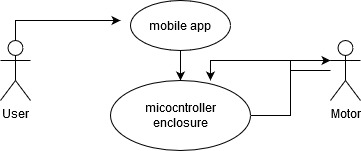 mobile app
User
micocntroller
enclosure
Motor